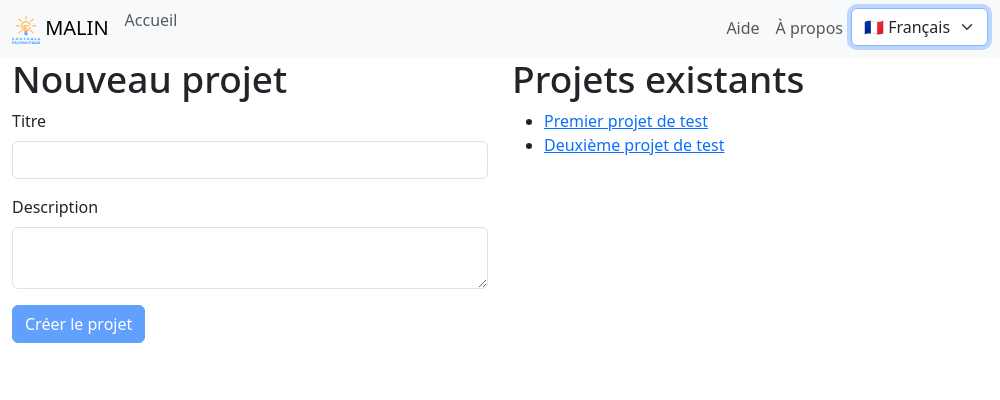 MALIN
Accueil
Aide
À propos
Français
Nouveau projet
Titre
Description
Créer le projet
Projets existants
Premier projet de test
Deuxième projet de test